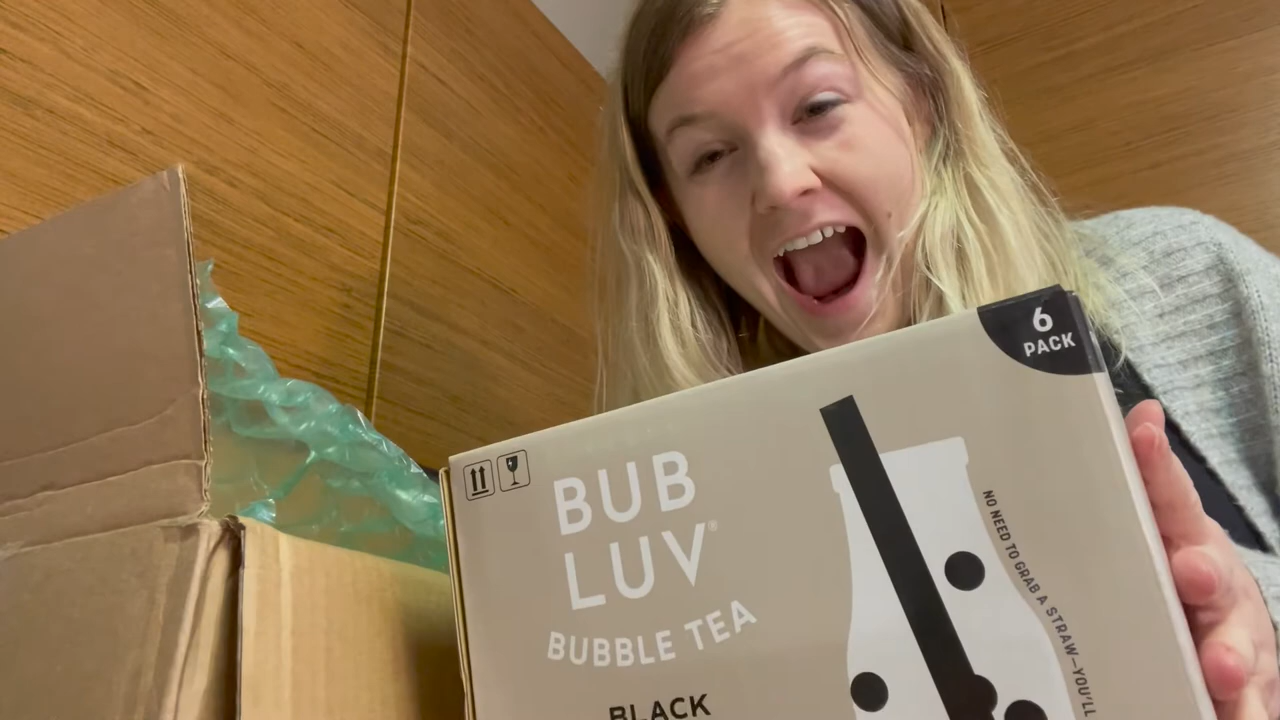 6
PACK
BUB
LUV®
BUBBLE TEA
BLACK
NO NEED TO GRAB A STRAW—YOU'LL